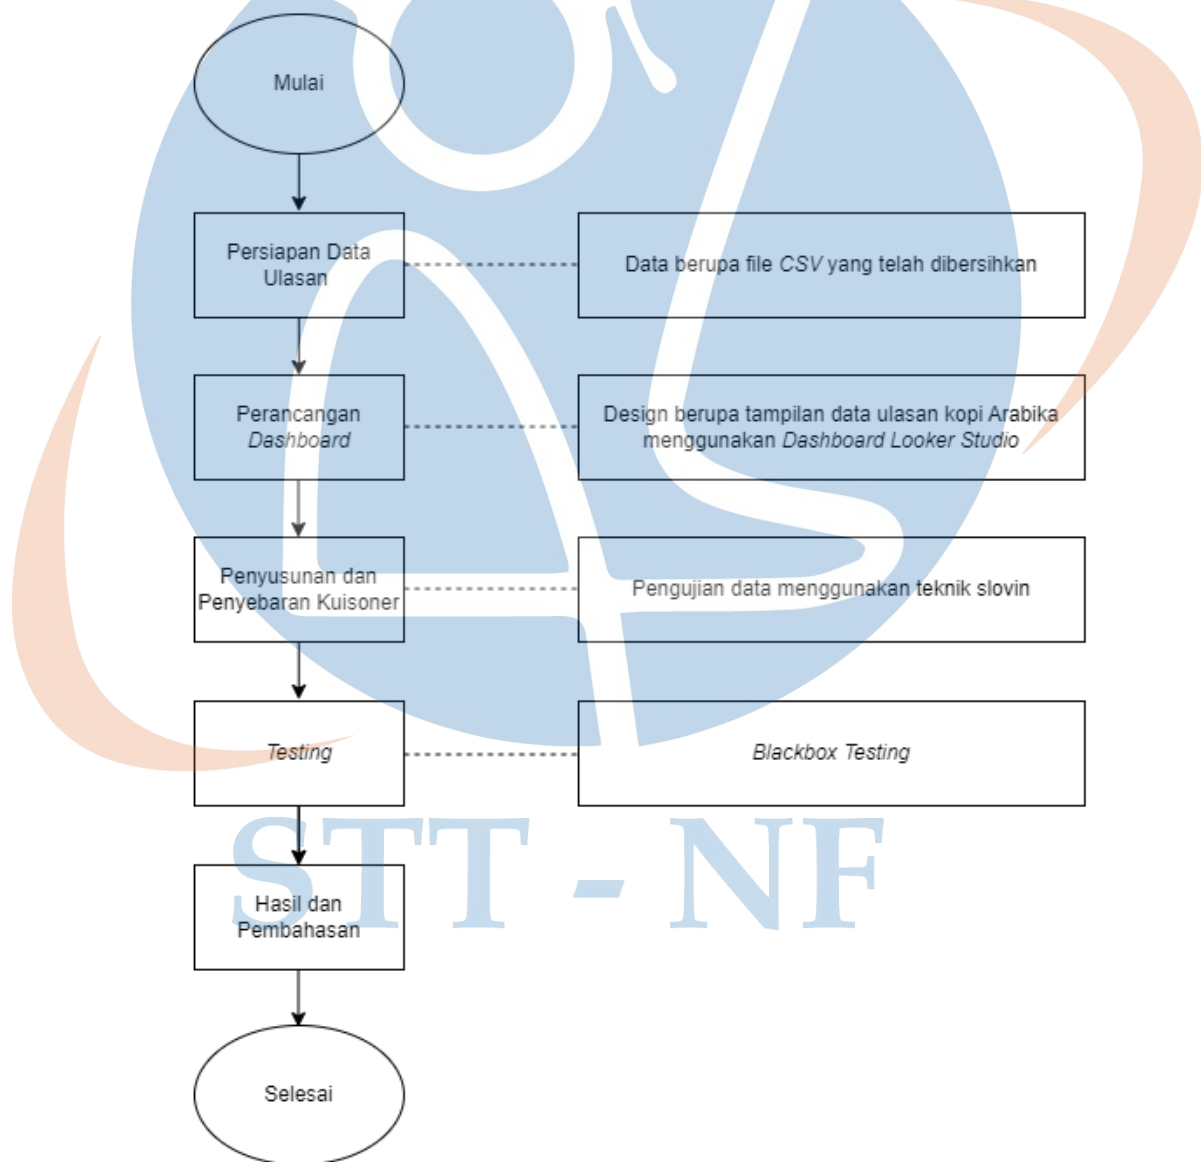 Mulai
Persiapan Data
Ulasan
Data berupa file CSV yang telah dibersihkan
Perancangan
Dashboard
Design berupa tampilan data ulasan kopi Arabika
menggunakan Dashboard Looker Studio
Penyusunan dan
Penyebaran Kuisoner
Pengujian data menggunakan teknik slovin
Testing
Blackbox Testing
STT - NF
Hasil dan
Pembahasan
Selesai